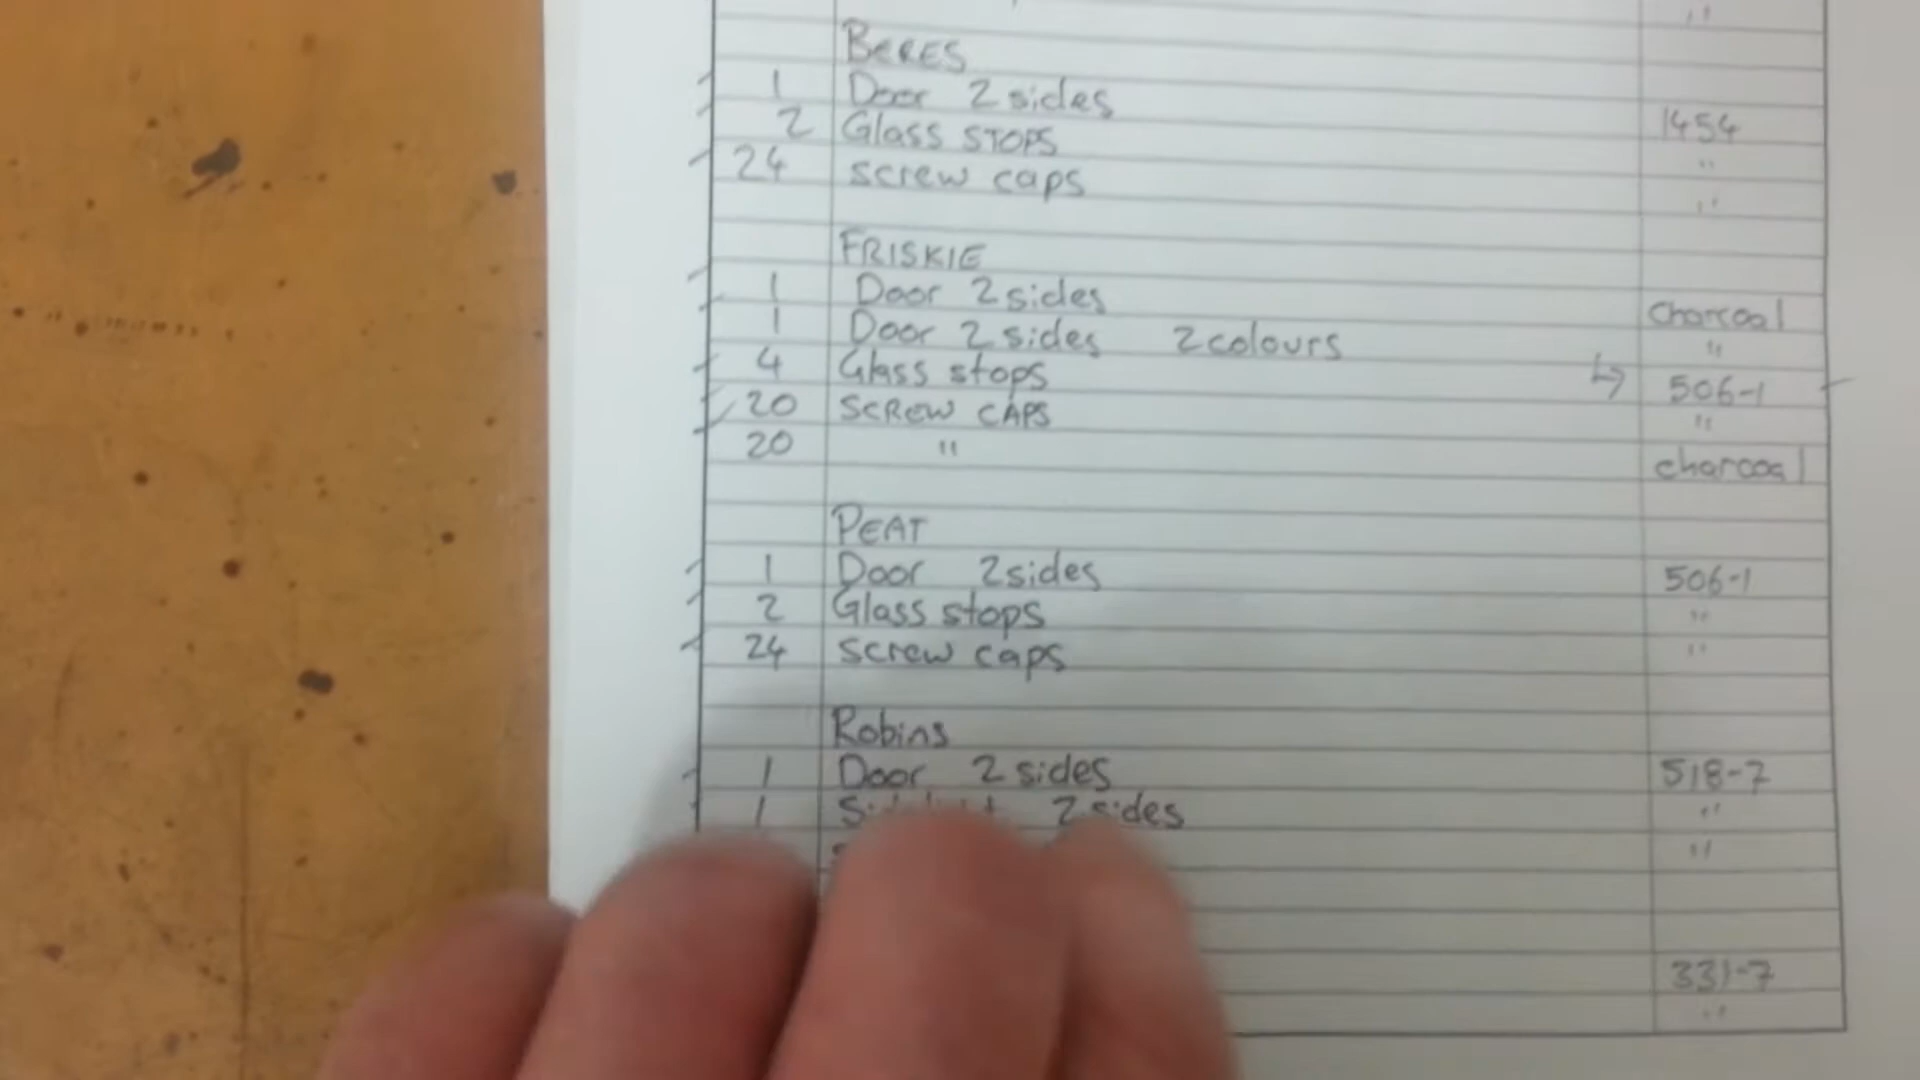 "
BERES
1 Door 2 sides 1454
2 Glass STOPS "
24 screw caps "
FRISKIE
1 Door 2 sides Charcoal
1 Door 2 sides 2 colours "
4 Glass stops ↳ 506-1
20 SCREW CAPS "
20 " charcoal
PEAT
1 Door 2 sides 506-1
2 Glass stops "
24 screw caps "
Robins
1 Door 2 sides 518-7
1 2 sides "
"
331-7
"